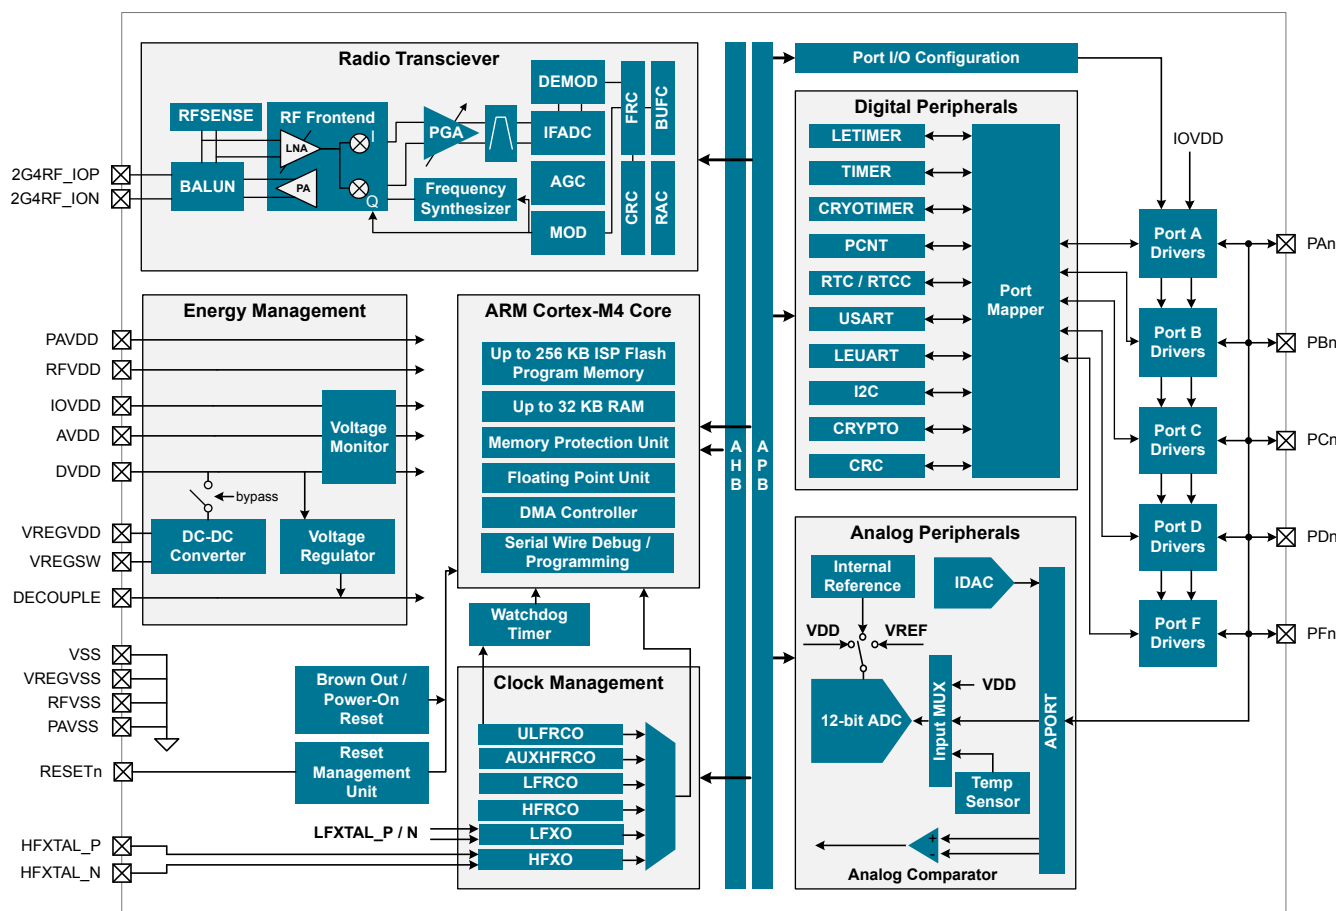 Radio Transciever
RFSENSE
RF Frontend
LNA
I
PA
Q
BALUN
PGA
DEMOD
IFADC
AGC
MOD
Frequency
Synthesizer
FRC
BUFC
CRC
RAC
2G4RF_IOP
2G4RF_ION
Energy Management
PAVDD
RFVDD
IOVDD
AVDD
DVDD
Voltage
Monitor
bypass
VREGVDD
VREGSW
DC-DC
Converter
Voltage
Regulator
DECOUPLE
VSS
VREGVSS
RFVSS
PAVSS
RESETn
HFXTAL_P
HFXTAL_N
Brown Out /
Power-On
Reset
Reset
Management
Unit
LFXTAL_P / N
ARM Cortex-M4 Core
Up to 256 KB ISP Flash
Program Memory
Up to 32 KB RAM
Memory Protection Unit
Floating Point Unit
DMA Controller
Serial Wire Debug /
Programming
Watchdog
Timer
Clock Management
ULFRCO
AUXHFRCO
LFRCO
HFRCO
LFXO
HFXO
A
H
B
A
P
B
Port I/O Configuration
Digital Peripherals
LETIMER
TIMER
CRYOTIMER
PCNT
RTC / RTCC
USART
LEUART
I2C
CRYPTO
CRC
Port
Mapper
Analog Peripherals
Internal
Reference
IDAC
VDD
VREF
12-bit ADC
Input MUX
VDD
Temp
Sensor
APORT
+
-
Analog Comparator
IOVDD
Port A
Drivers
Port B
Drivers
Port C
Drivers
Port D
Drivers
Port F
Drivers
PAn
PBn
PCn
PDn
PFn